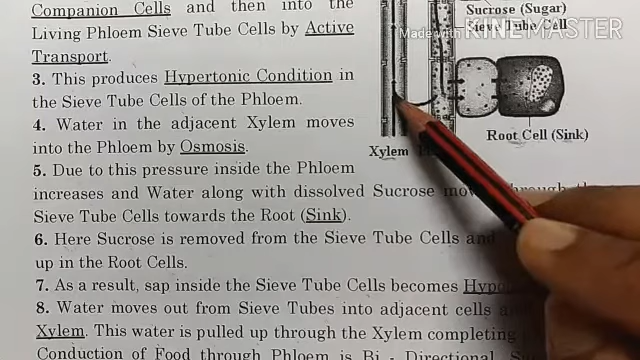 Companion Cells and then into the
Living Phloem Sieve Tube Cells by Active
Transport.
3. This produces Hypertonic Condition in
the Sieve Tube Cells of the Phloem.
4. Water in the adjacent Xylem moves
into the Phloem by Osmosis.
5. Due to this pressure inside the Phloem
increases and Water along with dissolved Sucrose through
Sieve Tube Cells towards the Root (Sink).
6. Here Sucrose is removed from the Sieve Tube Cells and
up in the Root Cells.
7. As a result, sap inside the Sieve Tube Cells becomes
8. Water moves out from Sieve Tubes into adjacent cells
Xylem. This water is pulled up through the Xylem completing
Conduction of Food through Phloem is Bi - Directional.
Sucrose (Sugar)
Sieve Tube Cell
Made with KINEMASTER
Root Cell (Sink)
Xylem